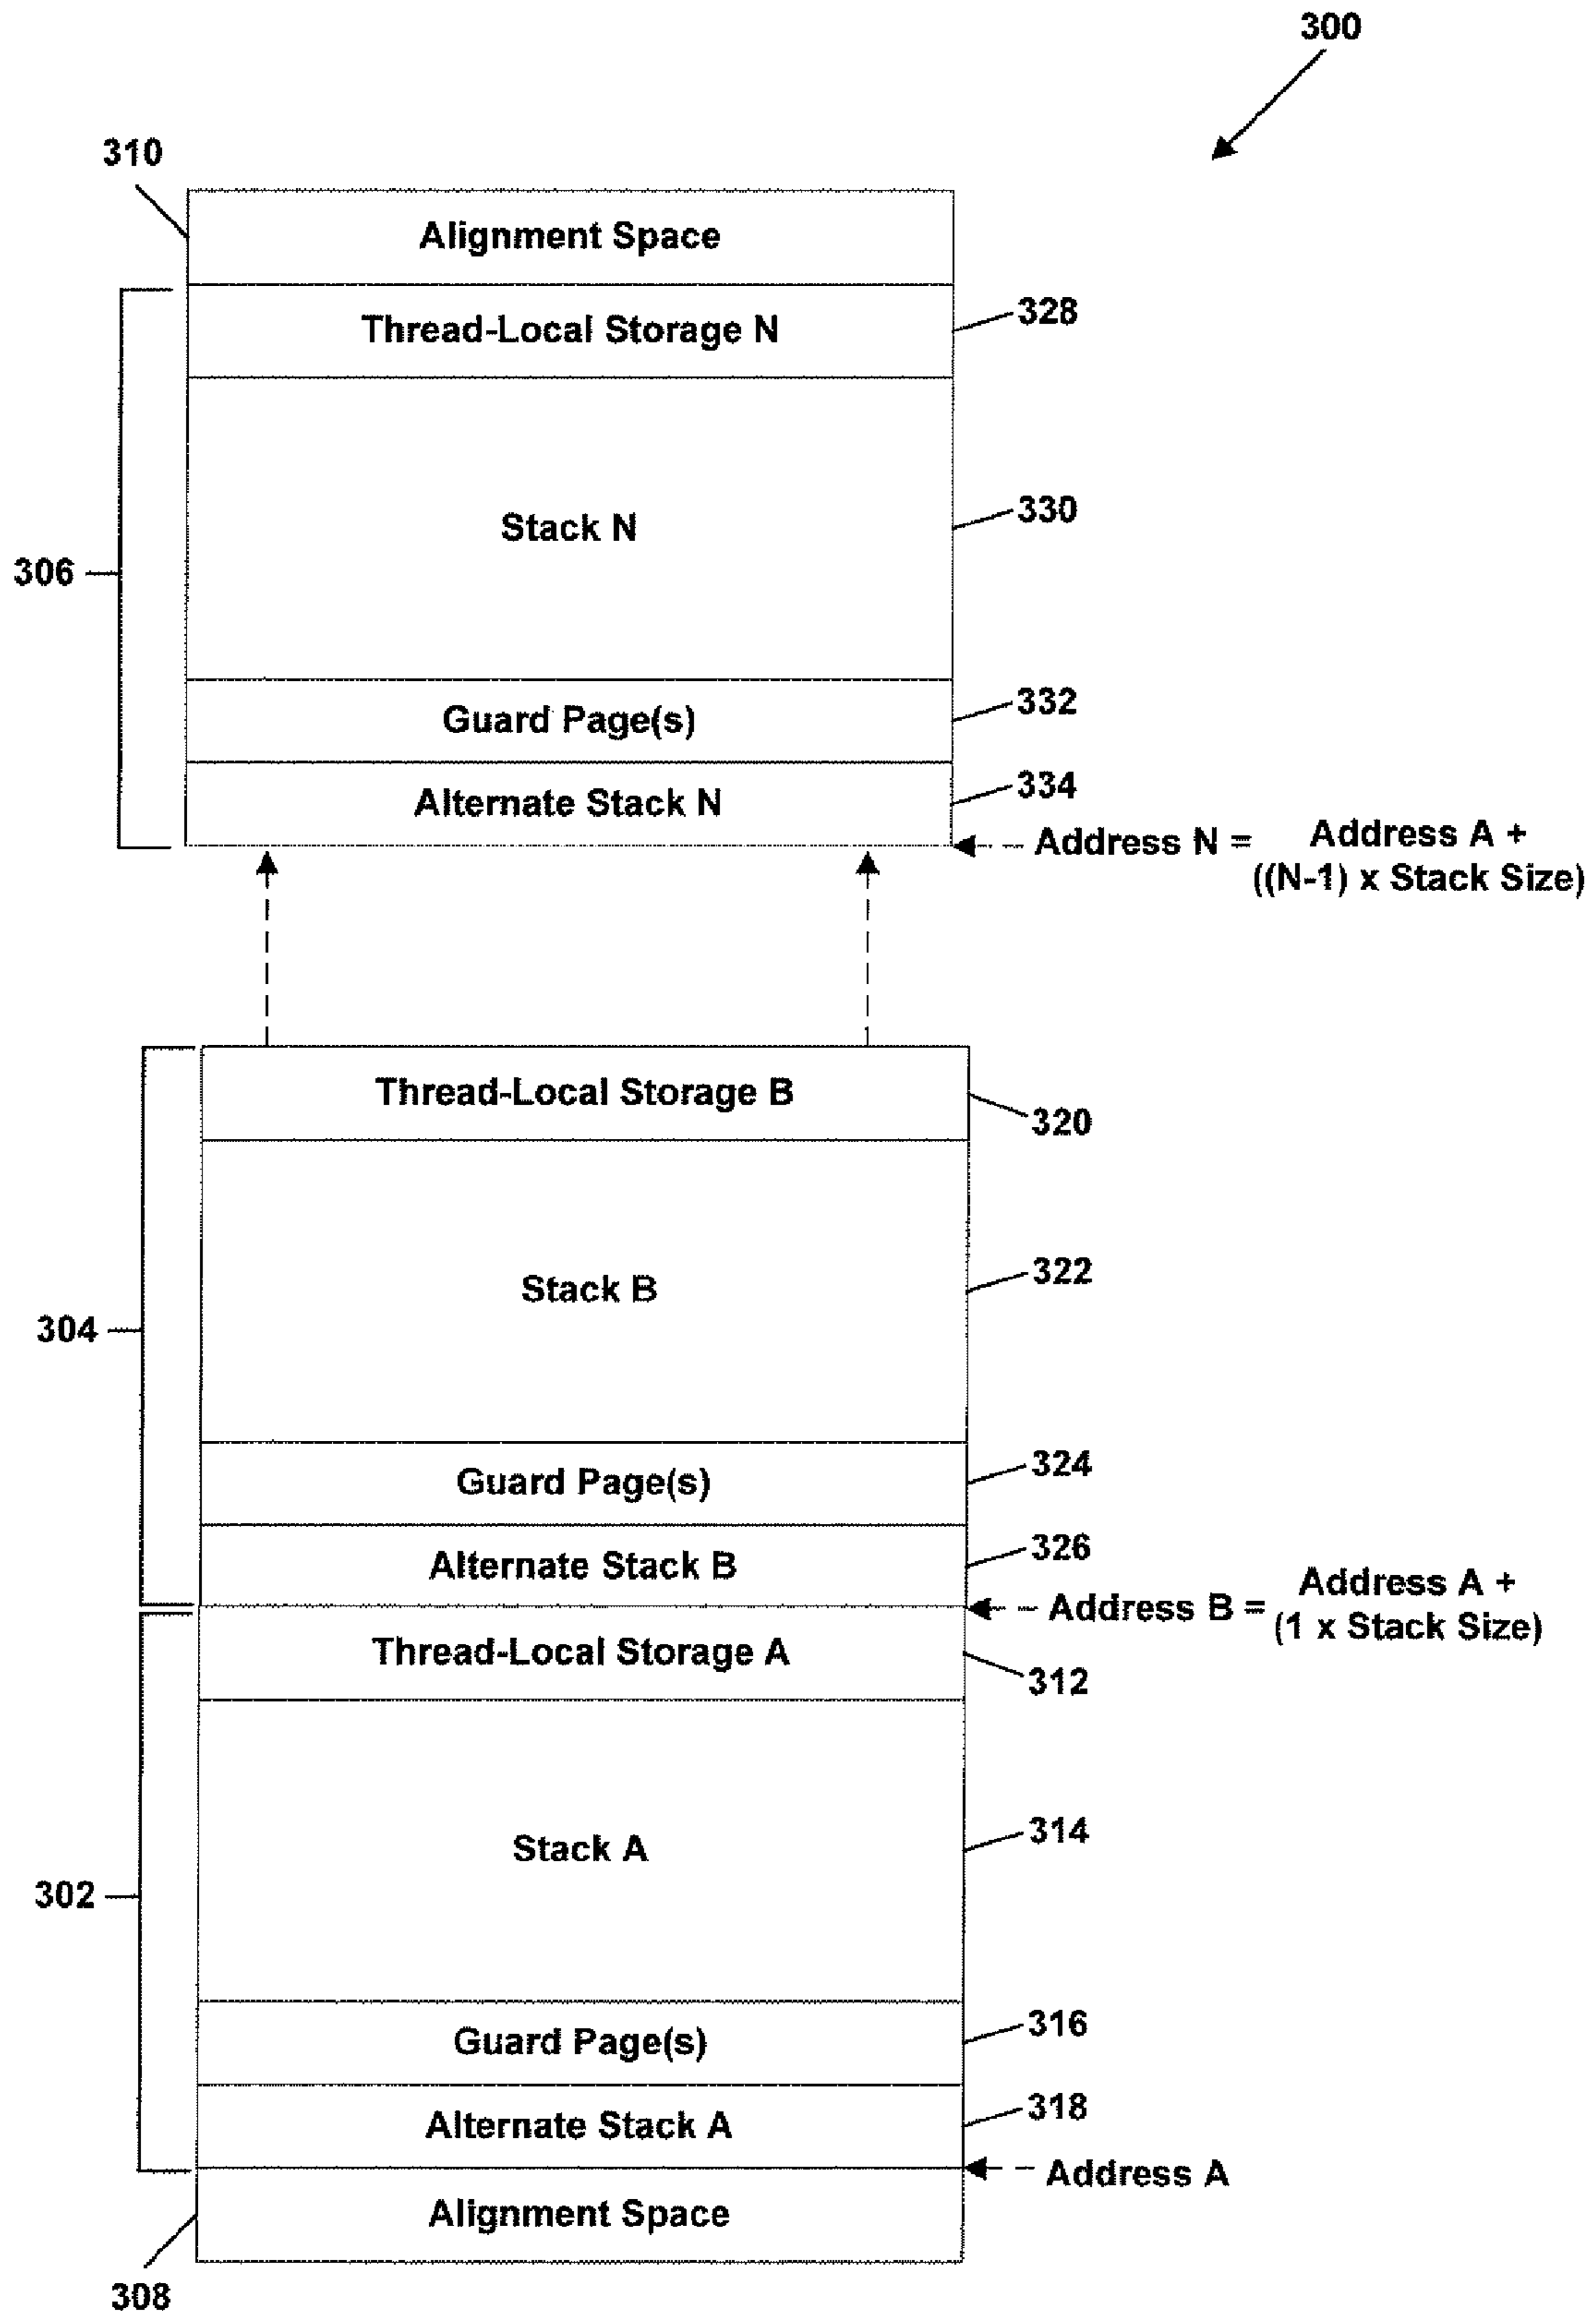 300
310
Alignment Space
Thread-Local Storage N
328
Stack N
330
306
Guard Page(s)
332
Alternate Stack N
334
Address N = Address A +
((N-1) x Stack Size)
Thread-Local Storage B
320
Stack B
322
304
Guard Page(s)
324
Alternate Stack B
326
Address B = Address A +
(1 x Stack Size)
Thread-Local Storage A
312
Stack A
314
302
Guard Page(s)
316
Alternate Stack A
318
Address A
Alignment Space
308